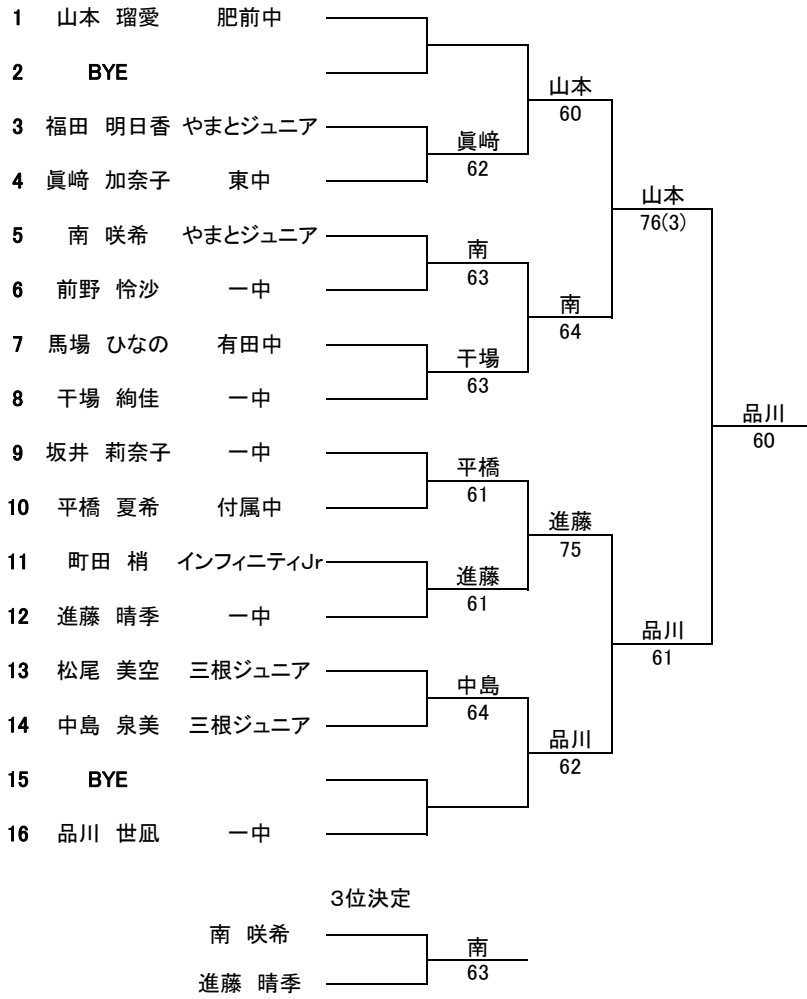 1 山本 瑠愛 肥前中
2 BYE
山本
60
3 福田 明日香 やまとジュニア
眞﨑
62
4 眞﨑 加奈子 東中
山本
76(3)
5 南 咲希 やまとジュニア
南
63
6 前野 怜沙 一中
南
64
7 馬場 ひなの 有田中
干場
63
8 干場 絢佳 一中
品川
60
9 坂井 莉奈子 一中
平橋
61
10 平橋 夏希 付属中
進藤
75
11 町田 梢 インフィニティJr
進藤
61
12 進藤 晴季 一中
品川
61
13 松尾 美空 三根ジュニア
中島
64
14 中島 泉美 三根ジュニア
品川
62
15 BYE
16 品川 世凪 一中
3位決定
南 咲希
南
63
進藤 晴季